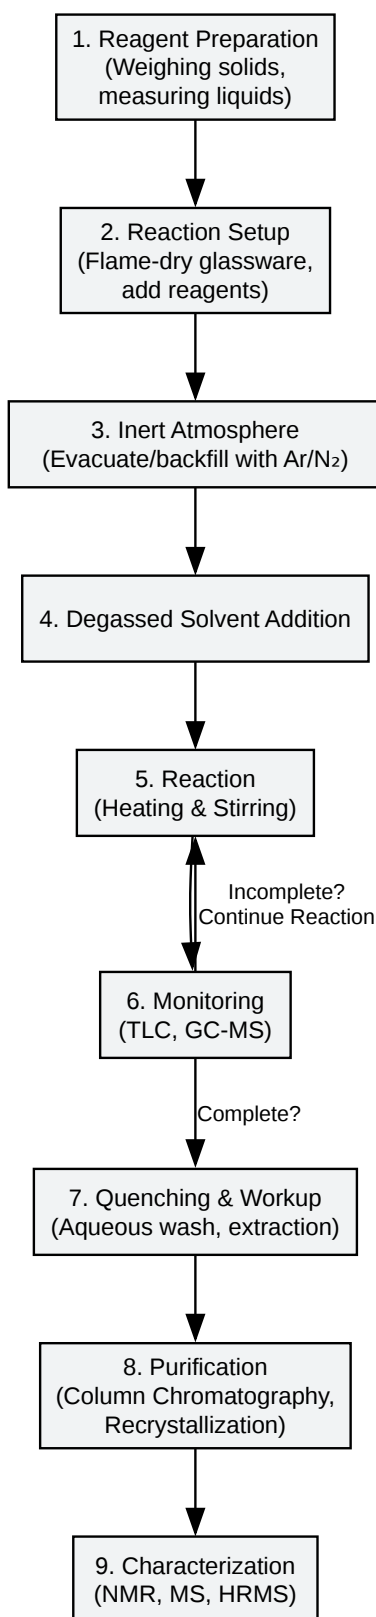 1. Reagent Preparation
(Weighing solids,
measuring liquids)
2. Reaction Setup
(Flame-dry glassware,
add reagents)
3. Inert Atmosphere
(Evacuate/backfill with Ar/N₂)
4. Degassed Solvent Addition
5. Reaction
(Heating & Stirring)
Incomplete?
Continue Reaction
6. Monitoring
(TLC, GC-MS)
Complete?
7. Quenching & Workup
(Aqueous wash, extraction)
8. Purification
(Column Chromatography,
Recrystallization)
9. Characterization
(NMR, MS, HRMS)